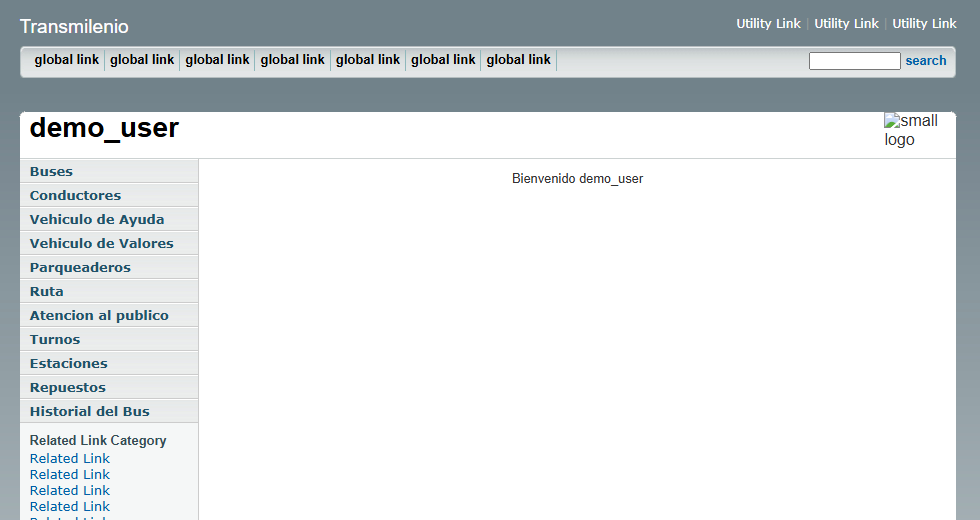 Transmilenio
Utility Link | Utility Link | Utility Link
global link global link global link global link global link global link global link
search
demo_user
small
logo
Buses
Conductores
Vehiculo de Ayuda
Vehiculo de Valores
Parqueaderos
Ruta
Atencion al publico
Turnos
Estaciones
Repuestos
Historial del Bus
Bienvenido demo_user
Related Link Category
Related Link
Related Link
Related Link
Related Link